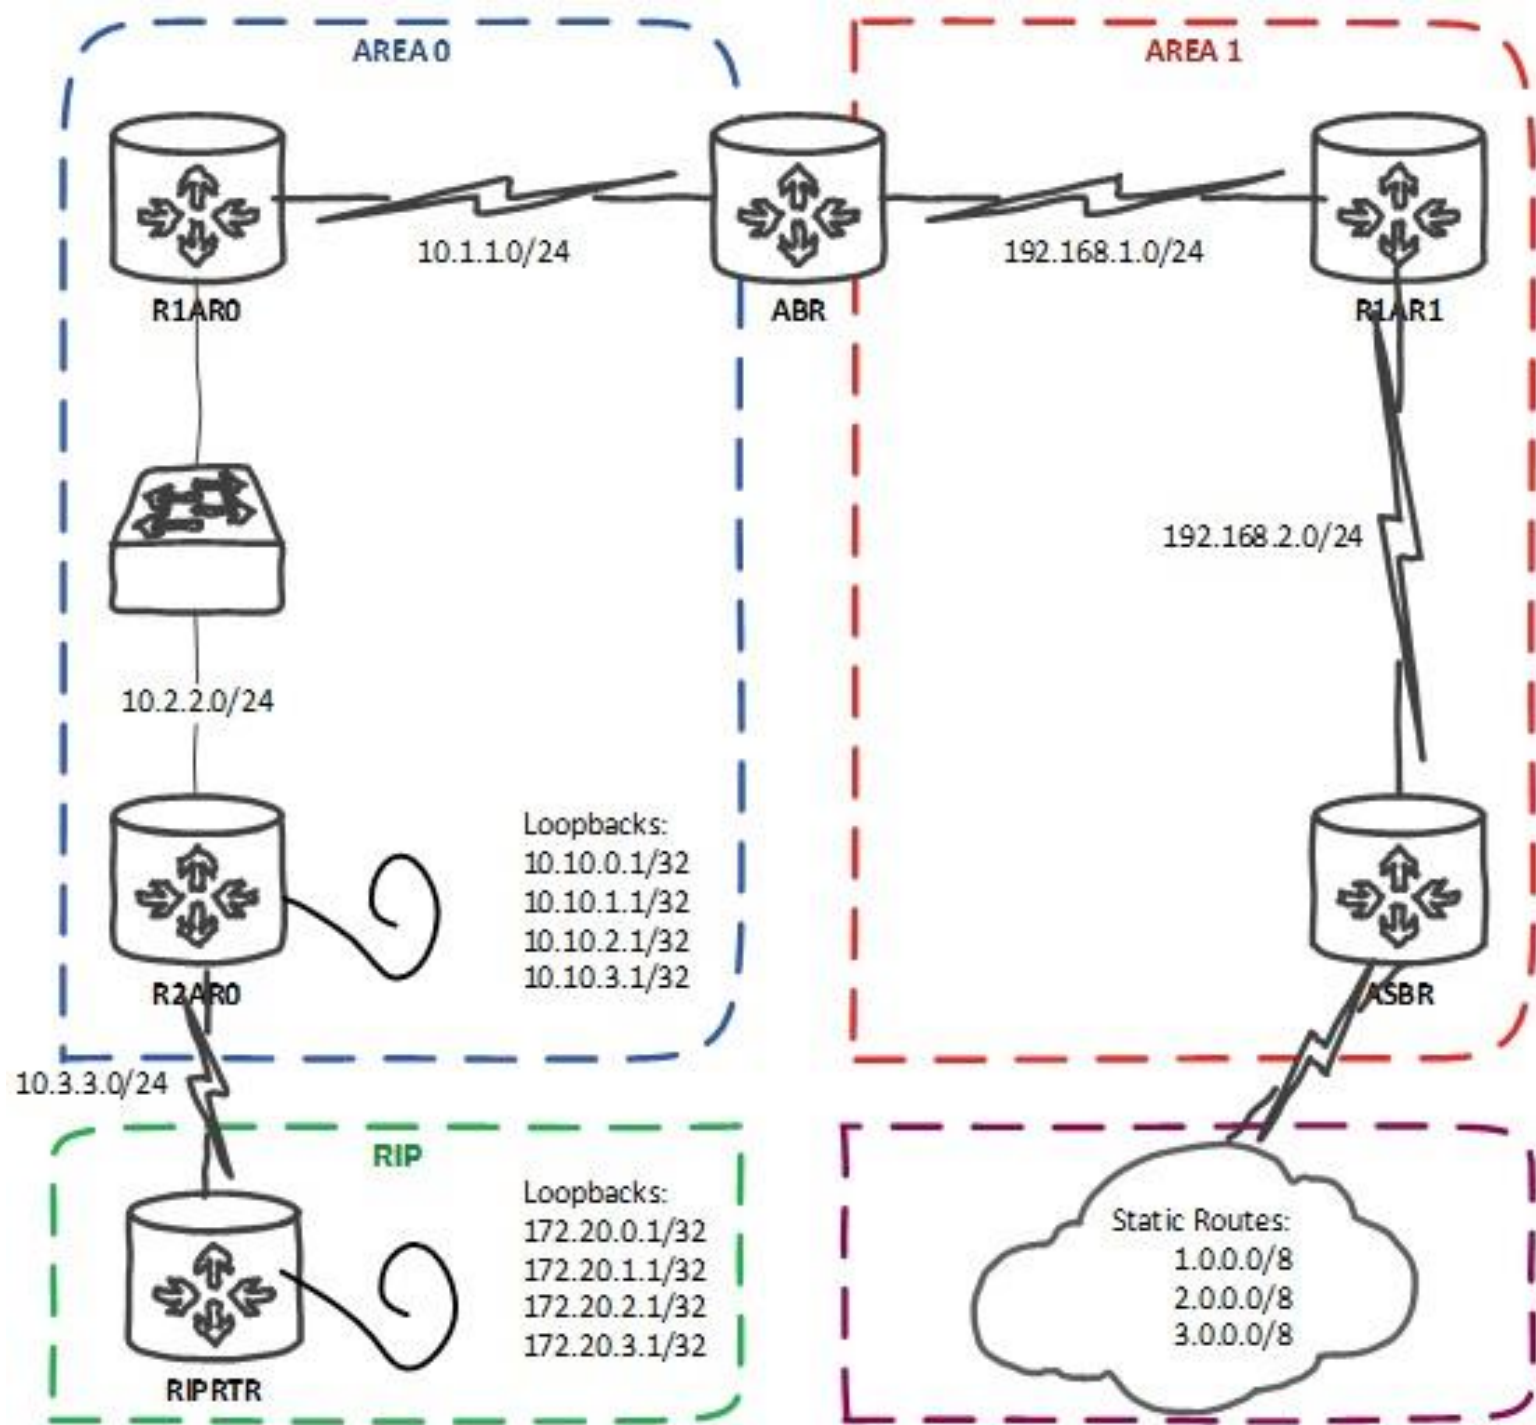 AREA 0
AREA 1
10.1.1.0/24
192.168.1.0/24
R1AR0
ABR
R1AR1
192.168.2.0/24
10.2.2.0/24
Loopbacks:
10.10.0.1/32
10.10.1.1/32
10.10.2.1/32
10.10.3.1/32
R2AR0
ASBR
10.3.3.0/24
RIP
Loopbacks:
172.20.0.1/32
172.20.1.1/32
172.20.2.1/32
172.20.3.1/32
RIPRTR
Static Routes:
1.0.0.0/8
2.0.0.0/8
3.0.0.0/8